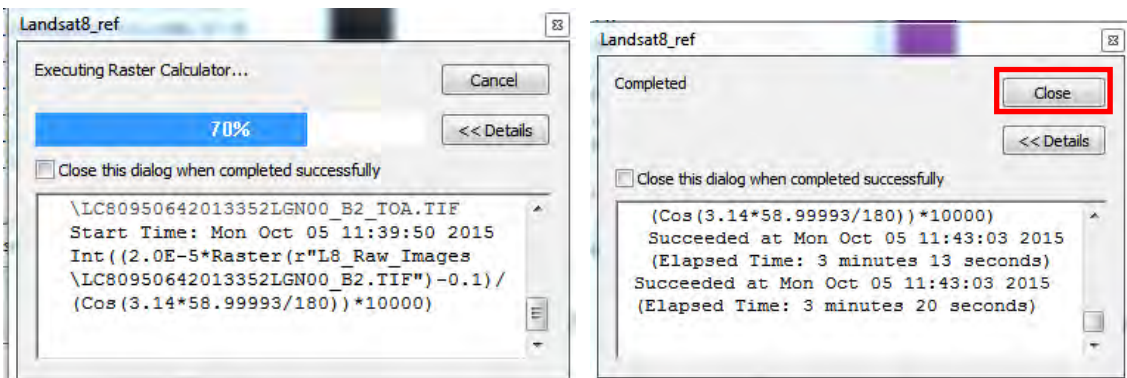 Landsat8_ref
Executing Raster Calculator...
Cancel
70%
<< Details
Close this dialog when completed successfully
\LC80950642013352LGN00_B2_TOA.TIF
Start Time: Mon Oct 05 11:39:50 2015
Int((2.0E-5*Raster(r"L8_Raw_Images
\LC80950642013352LGN00_B2.TIF")-0.1)/
(Cos(3.14*58.99993/180))*10000)
Landsat8_ref
Completed
Close
<< Details
Close this dialog when completed successfully
(Cos(3.14*58.99993/180))*10000)
Succeeded at Mon Oct 05 11:43:03 2015
(Elapsed Time: 3 minutes 13 seconds)
Succeeded at Mon Oct 05 11:43:03 2015
(Elapsed Time: 3 minutes 20 seconds)